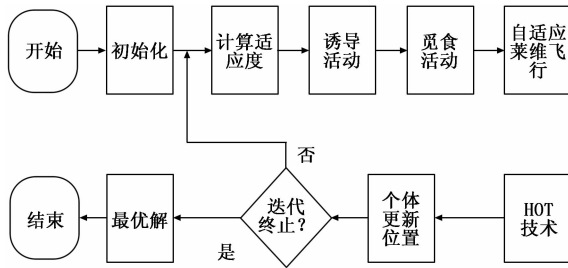 开始
初始化
计算适
应度
诱导
活动
觅食
活动
自适应
莱维飞
行
否
结束
最优解
迭代
终止?
个体
更新
位置
HOT
技术
是